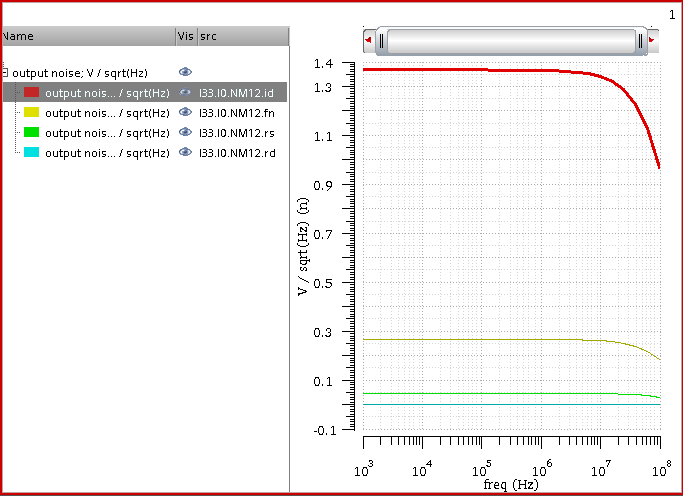 1
Name Vis src
output noise; V / sqrt(Hz)
output nois... / sqrt(Hz) I33.I0.NM12.id
output nois... / sqrt(Hz) I33.I0.NM12.fn
output nois... / sqrt(Hz) I33.I0.NM12.rs
output nois... / sqrt(Hz) I33.I0.NM12.rd
V / sqrt(Hz) (n)
1.4
1.3
1.1
0.9
0.7
0.5
0.3
0.1
-0.1
10^3 10^4 10^5 10^6 10^7 10^8
freq (Hz)